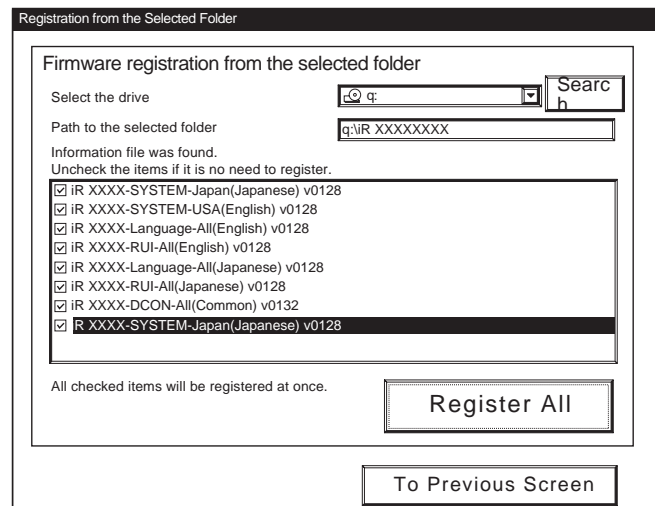 Registration from the Selected Folder
Firmware registration from the selected folder
Select the drive
q:
Searc
h
Path to the selected folder
q:\iR XXXXXXXX
Information file was found.
Uncheck the items if it is no need to register.
iR XXXX-SYSTEM-Japan(Japanese) v0128
iR XXXX-SYSTEM-USA(English) v0128
iR XXXX-Language-All(English) v0128
iR XXXX-RUI-All(English) v0128
iR XXXX-Language-All(Japanese) v0128
iR XXXX-RUI-All(Japanese) v0128
iR XXXX-DCON-All(Common) v0132
R XXXX-SYSTEM-Japan(Japanese) v0128
All checked items will be registered at once.
Register All
To Previous Screen